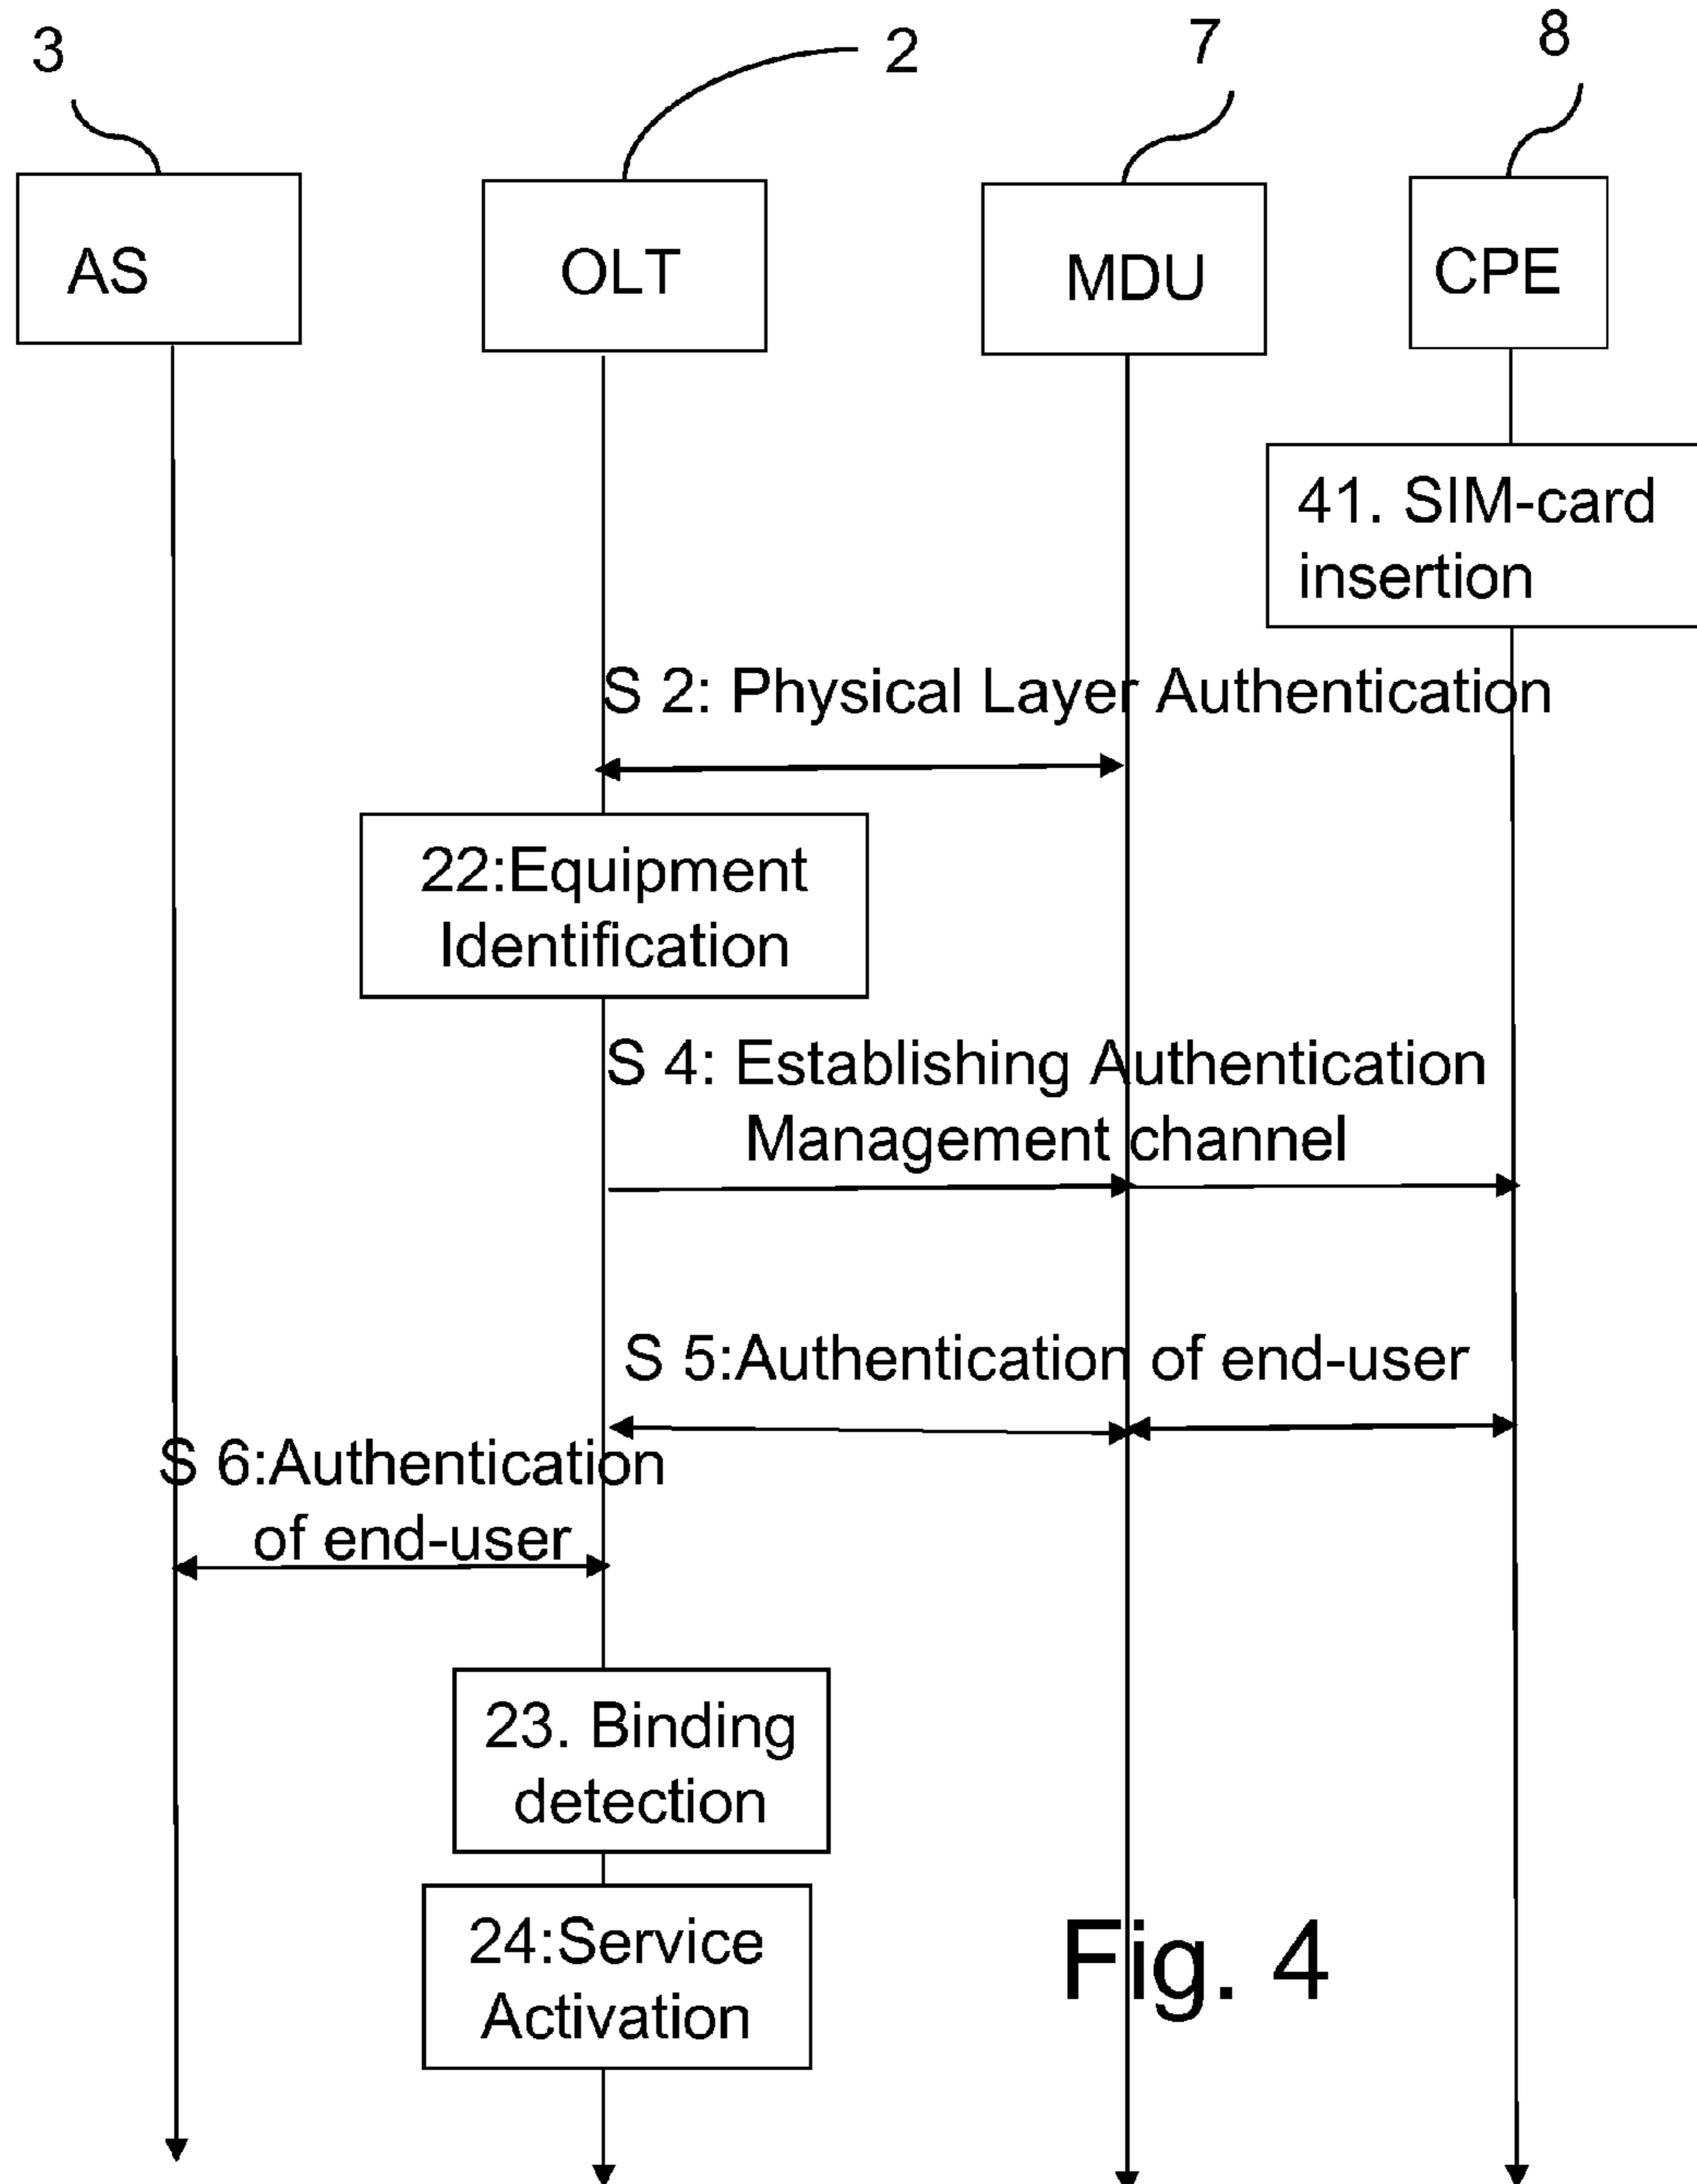 3
2
7
8
AS
OLT
MDU
CPE
41. SIM-card
insertion
S 2: Physical Layer Authentication
22:Equipment
Identification
S 4: Establishing Authentication
Management channel
S 5:Authentication of end-user
S 6:Authentication
of end-user
23. Binding
detection
24:Service
Activation
Fig. 4